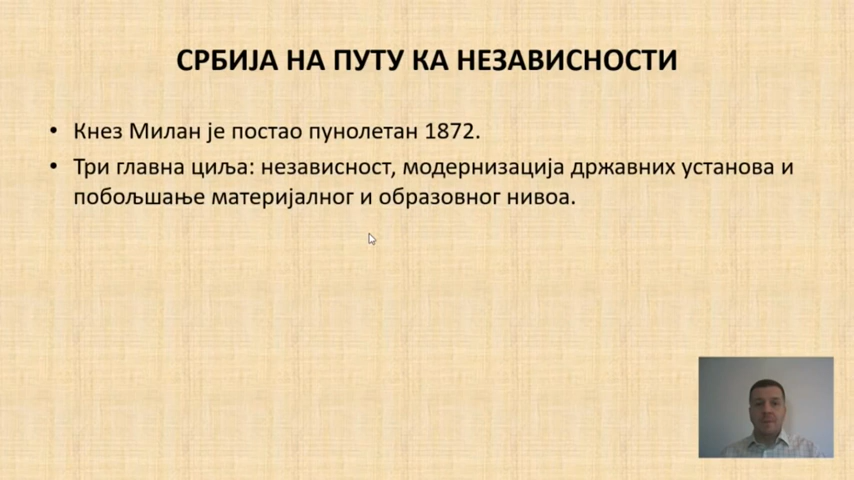 СРБИЈА НА ПУТУ КА НЕЗАВИСНОСТИ
• Кнез Милан је постао пунолетан 1872.
• Три главна циља: независност, модернизација државних установа и
побољшање материјалног и образовног нивоа.